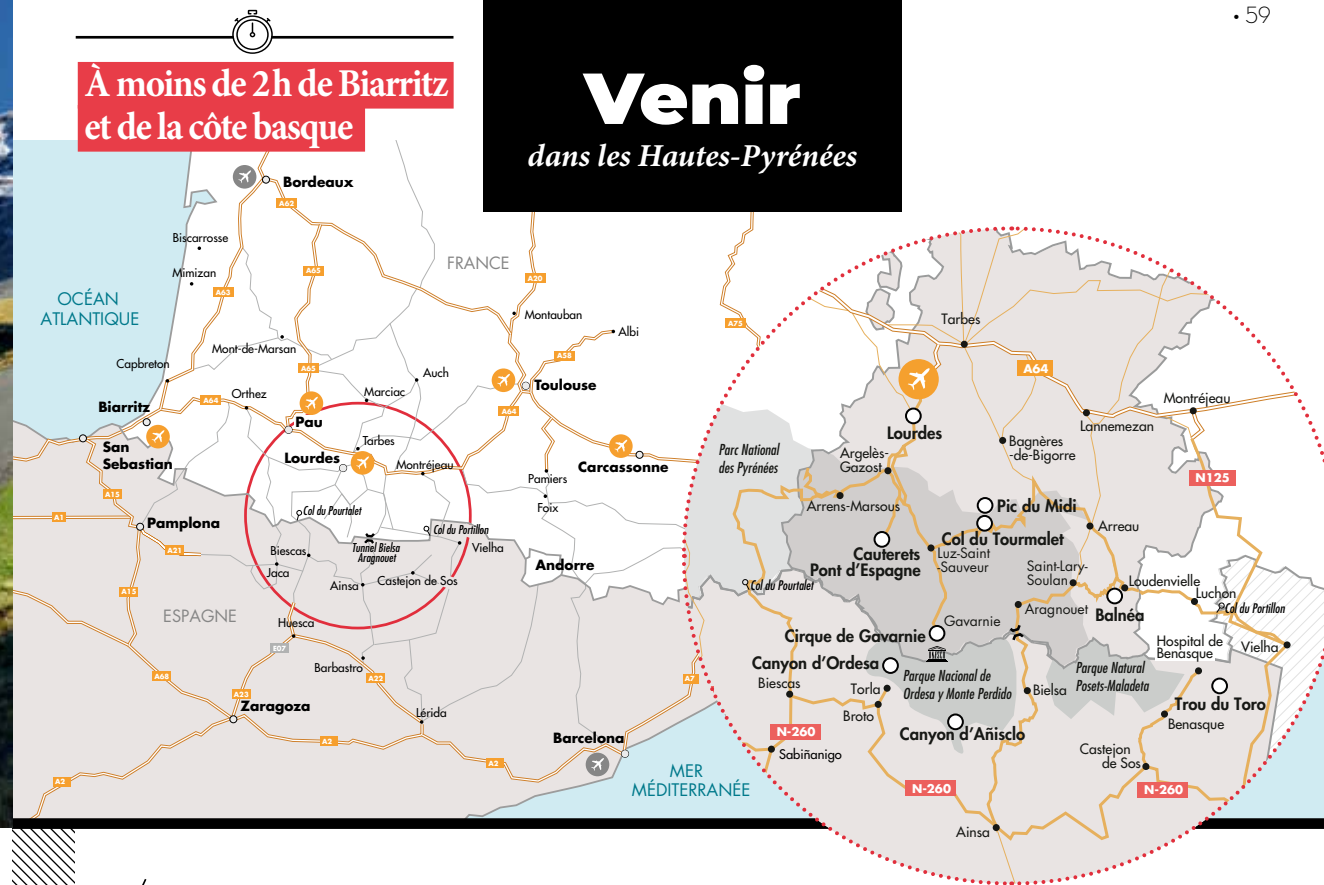 • 59
À moins de 2h de Biarritz
et de la côte basque
Venir
dans les Hautes-Pyrénées
Bordeaux
A62
Biscarrosse
FRANCE
A65
A20
Mimizan
A63
OCÉAN
ATLANTIQUE
Montauban
A75
Albi
Mont-de-Marsan
A58
Capbreton
A65
Auch
Toulouse
Orthez
Marciac
A64
A64
Biarritz
Pau
San
Sebastian
Tarbes
Lourdes
Montréjeau
Carcassonne
Pamiers
A15
Foix
Col du Pourtalet
A1
Pamplona
Col du Portillon
Tunnel Bielsa
Aragnouet
Vielha
A21
Biescas
Andorre
Jaca
Ainsa
Castejon de Sos
A15
ESPAGNE
Huesca
E07
Barbastro
A68
A22
A7
A23
Zaragoza
Lérida
A2
Barcelona
A2
A2
MER
MÉDITERRANÉE
Tarbes
A64
Montréjeau
Lannemezan
Lourdes
Bagnères
-de-Bigorre
Parc National
des Pyrénées
Argelès-
Gazost
N125
Arrens-Marsous
Pic du Midi
Arreau
Col du Tourmalet
Cauterets
Pont d'Espagne
Luz-Saint
-Sauveur
Saint-Lary-
Soulan
Col du Pourtalet
Loudenvielle
Luchon
Balnéa
Col du Portillon
Aragnouet
Gavarnie
Cirque de Gavarnie
Hospital de
Benasque
Vielha
UNESCO
Canyon d'Ordesa
Parque Nacional de
Ordesa y Monte Perdido
Parque Natural
Posets-Maladeta
Biescas
Torla
Bielsa
Trou du Toro
Broto
Benasque
N-260
Canyon d'Añisclo
Sabiñanigo
Castejon
de Sos
N-260
N-260
Ainsa